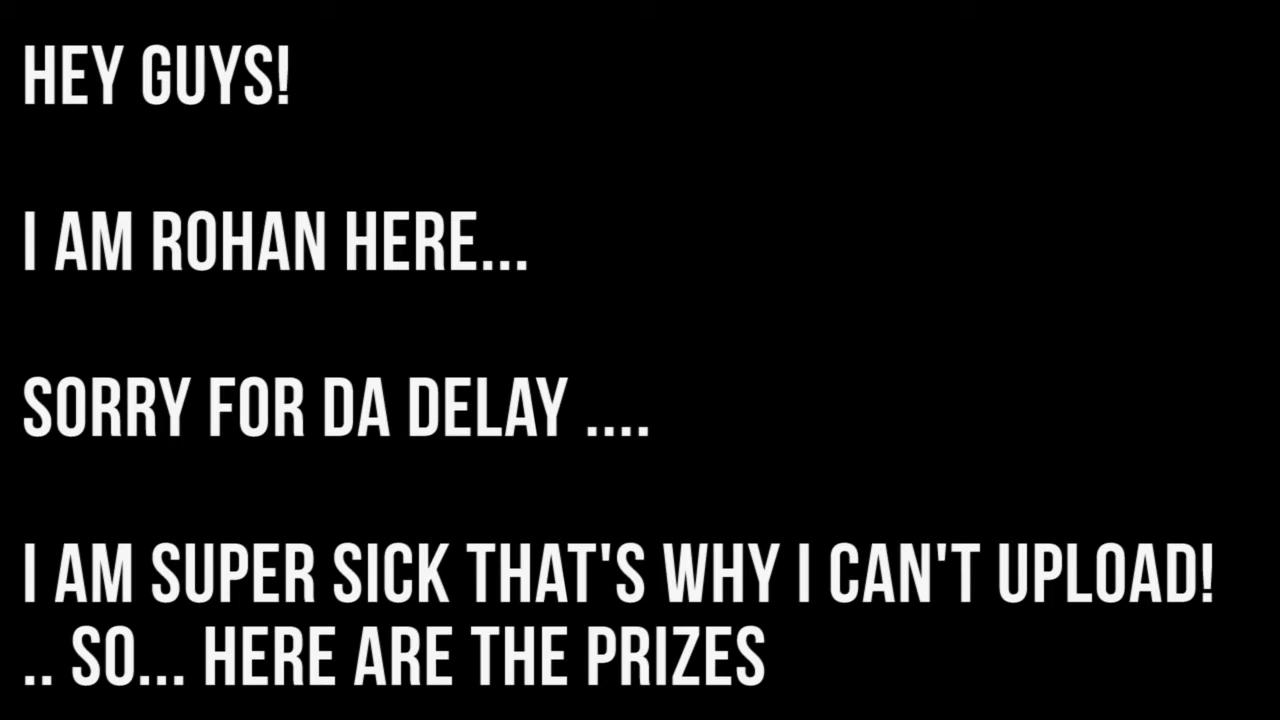 HEY GUYS!
I AM ROHAN HERE...
SORRY FOR DA DELAY ....
I AM SUPER SICK THAT'S WHY I CAN'T UPLOAD!
.. SO... HERE ARE THE PRIZES